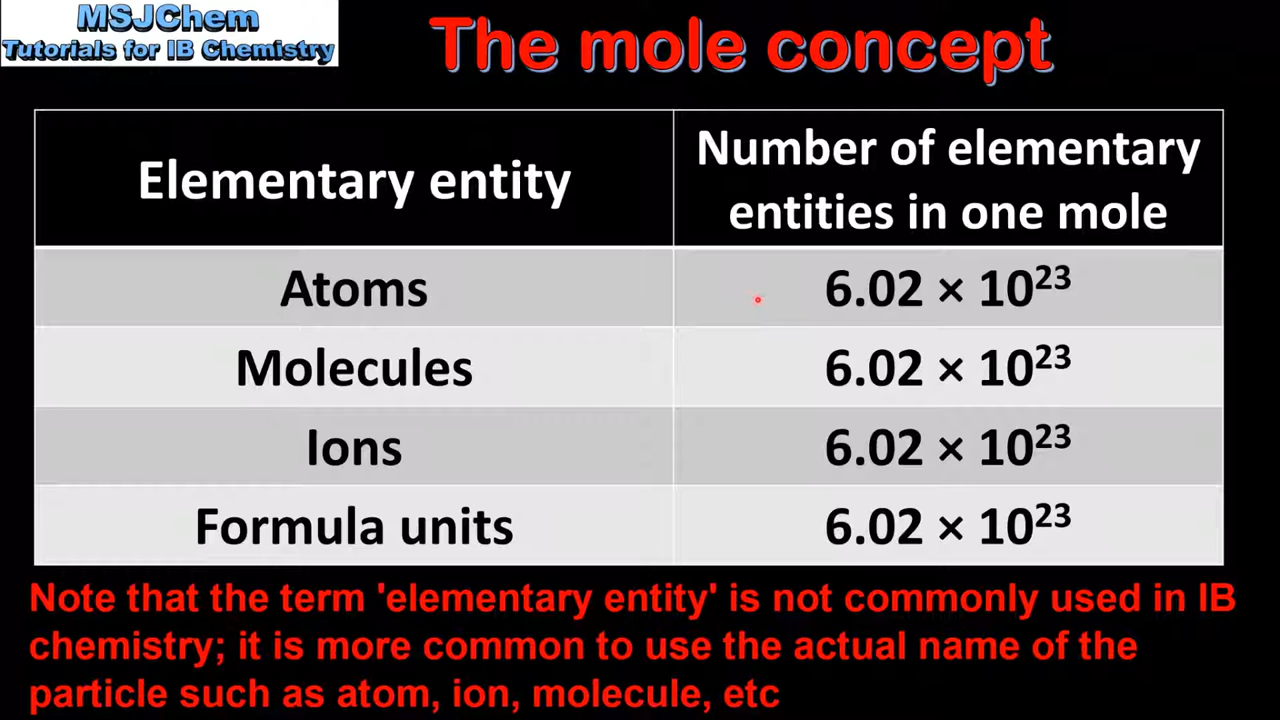 MSJChem
Tutorials for IB Chemistry
The mole concept
Elementary entity
Number of elementary
entities in one mole
Atoms
6.02 × 10²³
Molecules
6.02 × 10²³
Ions
6.02 × 10²³
Formula units
6.02 × 10²³
Note that the term 'elementary entity' is not commonly used in IB
chemistry; it is more common to use the actual name of the
particle such as atom, ion, molecule, etc